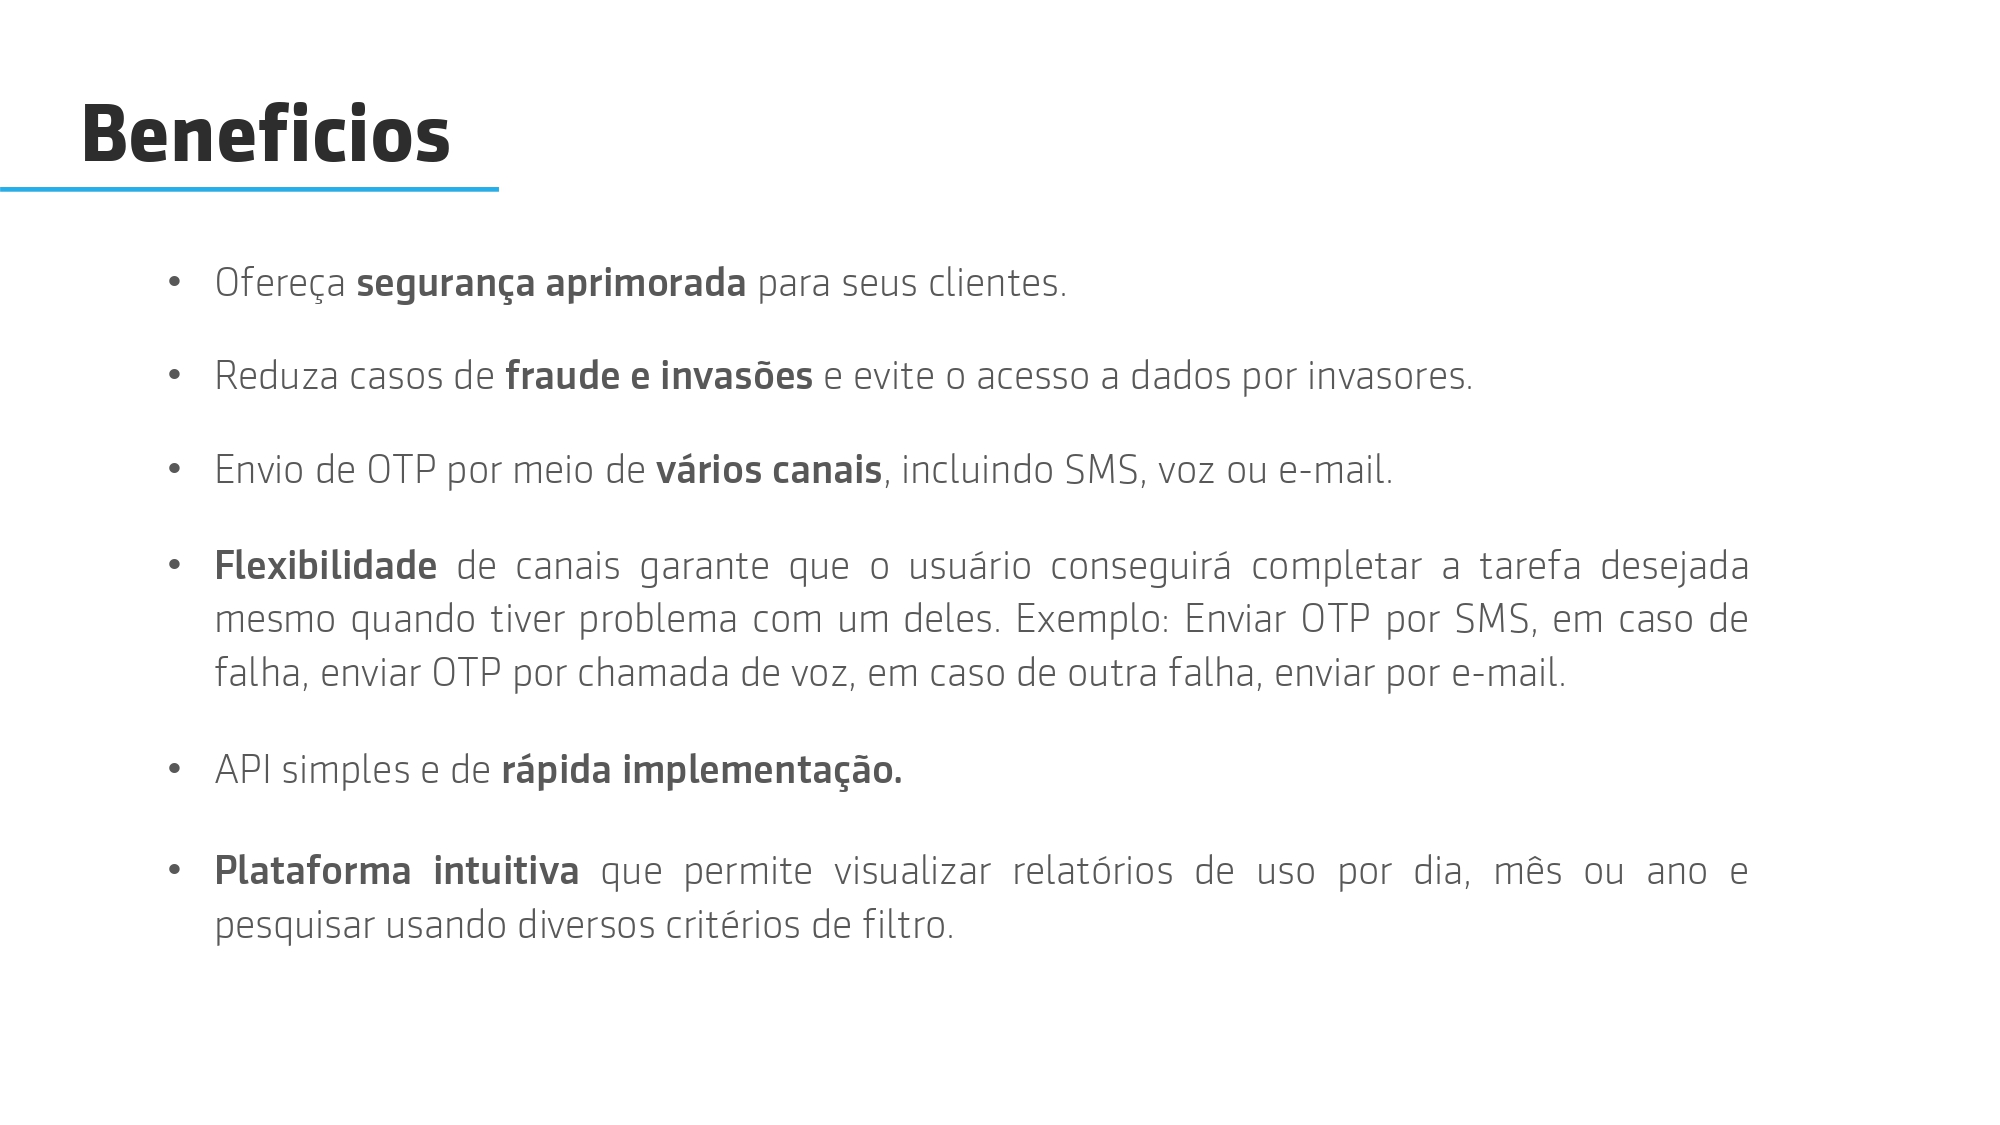 Beneficios
• Ofereça segurança aprimorada para seus clientes.
• Reduza casos de fraude e invasões e evite o acesso a dados por invasores.
• Envio de OTP por meio de vários canais, incluindo SMS, voz ou e-mail.
• Flexibilidade de canais garante que o usuário conseguirá completar a tarefa desejada
mesmo quando tiver problema com um deles. Exemplo: Enviar OTP por SMS, em caso de
falha, enviar OTP por chamada de voz, em caso de outra falha, enviar por e-mail.
• API simples e de rápida implementação.
• Plataforma intuitiva que permite visualizar relatórios de uso por dia, mês ou ano e
pesquisar usando diversos critérios de filtro.